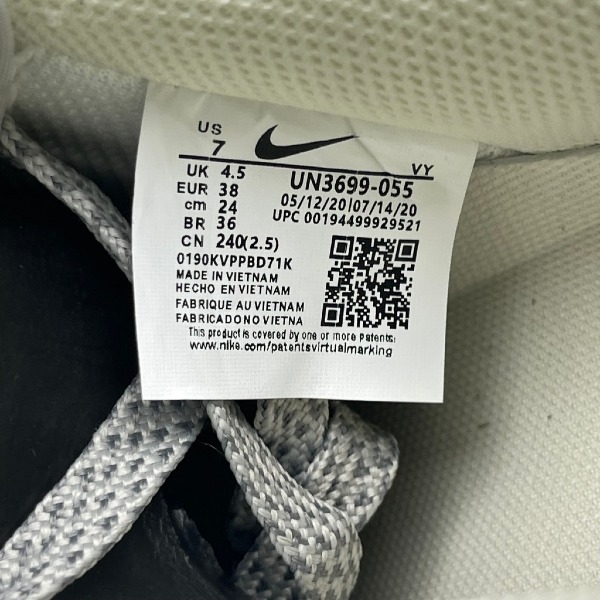 US
7
VY
UK 4.5
EUR 38
cm 24
BR 36
CN 240(2.5)
UN3699-055
05/12/20|07/14/20
UPC 00194499929521
0190KVPPBD71K
MADE IN VIETNAM
HECHO EN VIETNAM
FABRIQUE AU VIETNAM
FABRICADO NO VIETNA
This product is covered by one or more patents:
www.nike.com/patentsvirtualmarking